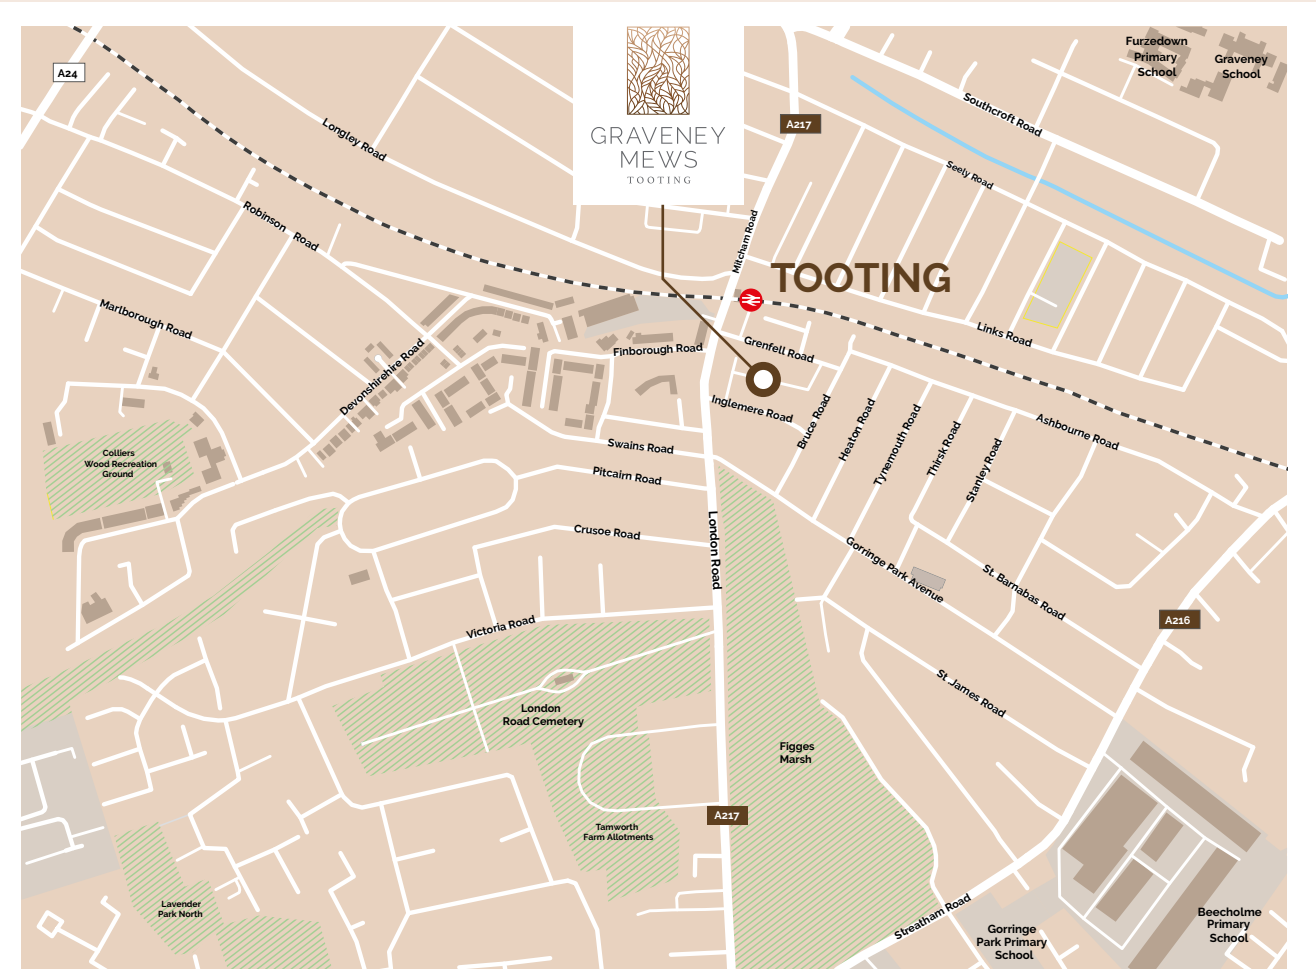 GRAVENEY
MEWS
TOOTING
A24
Longley Road
Robinson Road
Marlborough Road
Devonshirehire Road
Finborough Road
Mitcham Road
A217
TOOTING
Furzedown
Primary
School
Graveney
School
Southcroft Road
Seely Road
Links Road
Grenfell Road
Inglemere Road
Bruce Road
Heaton Road
Tynemouth Road
Thirsk Road
Stanley Road
Ashbourne Road
Colliers
Wood Recreation
Ground
Swains Road
Pitcairn Road
Crusoe Road
London Road
Gorringe Park Avenue
St. Barnabas Road
A216
Victoria Road
St. James Road
London
Road Cemetery
Figges
Marsh
A217
Tamworth
Farm Allotments
Lavender
Park North
Streatham Road
Gorringe
Park Primary
School
Beecholme
Primary
School